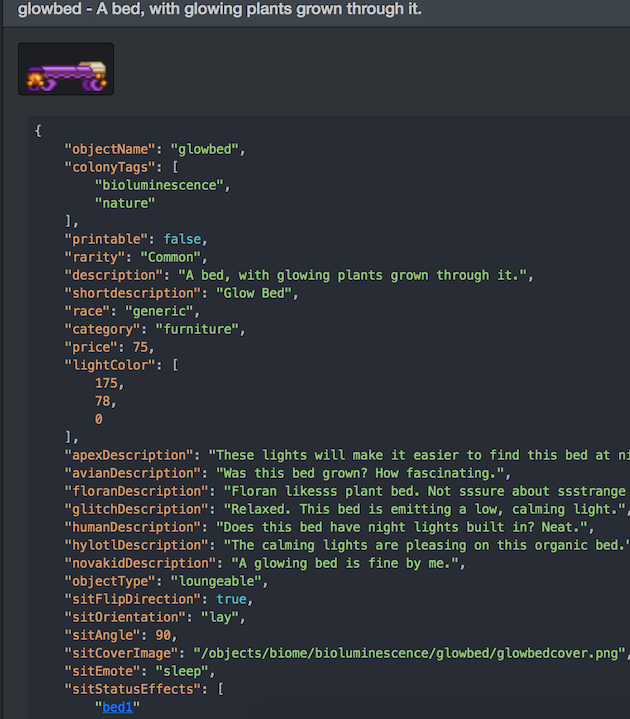 glowbed - A bed, with glowing plants grown through it.
{
"objectName": "glowbed",
"colonyTags": [
"bioluminescence",
"nature"
],
"printable": false,
"rarity": "Common",
"description": "A bed, with glowing plants grown through it.",
"shortdescription": "Glow Bed",
"race": "generic",
"category": "furniture",
"price": 75,
"lightColor": [
175,
78,
0
],
"apexDescription": "These lights will make it easier to find this bed at
"avianDescription": "Was this bed grown? How fascinating.",
"floranDescription": "Floran likesss plant bed. Not sssure about ssstrange
"glitchDescription": "Relaxed. This bed is emitting a low, calming light.",
"humanDescription": "Does this bed have night lights built in? Neat.",
"hylotlDescription": "The calming lights are pleasing on this organic bed."
"novakidDescription": "A glowing bed is fine by me.",
"objectType": "loungeable",
"sitFlipDirection": true,
"sitOrientation": "lay",
"sitAngle": 90,
"sitCoverImage": "/objects/biome/bioluminescence/glowbed/glowbedcover.png",
"sitEmote": "sleep",
"sitStatusEffects": [
"bed1"